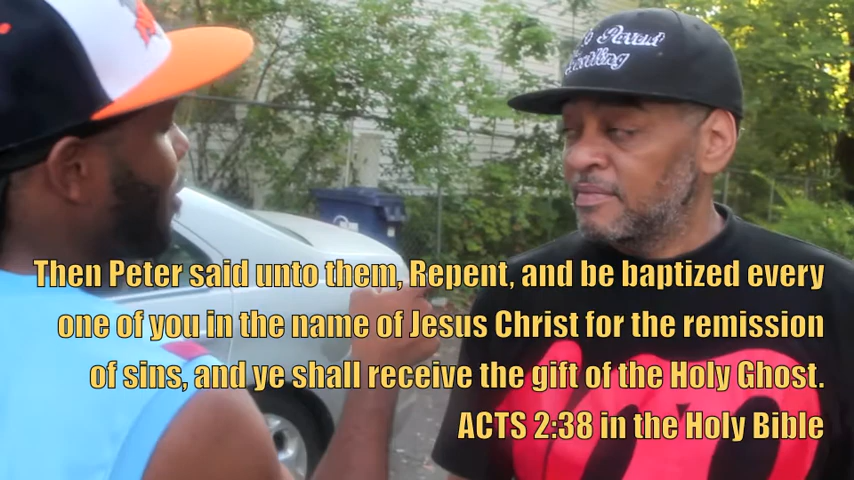 Then Peter said unto them, Repent, and be baptized every
one of you in the name of Jesus Christ for the remission
of sins, and ye shall receive the gift of the Holy Ghost.
ACTS 2:38 in the Holy Bible